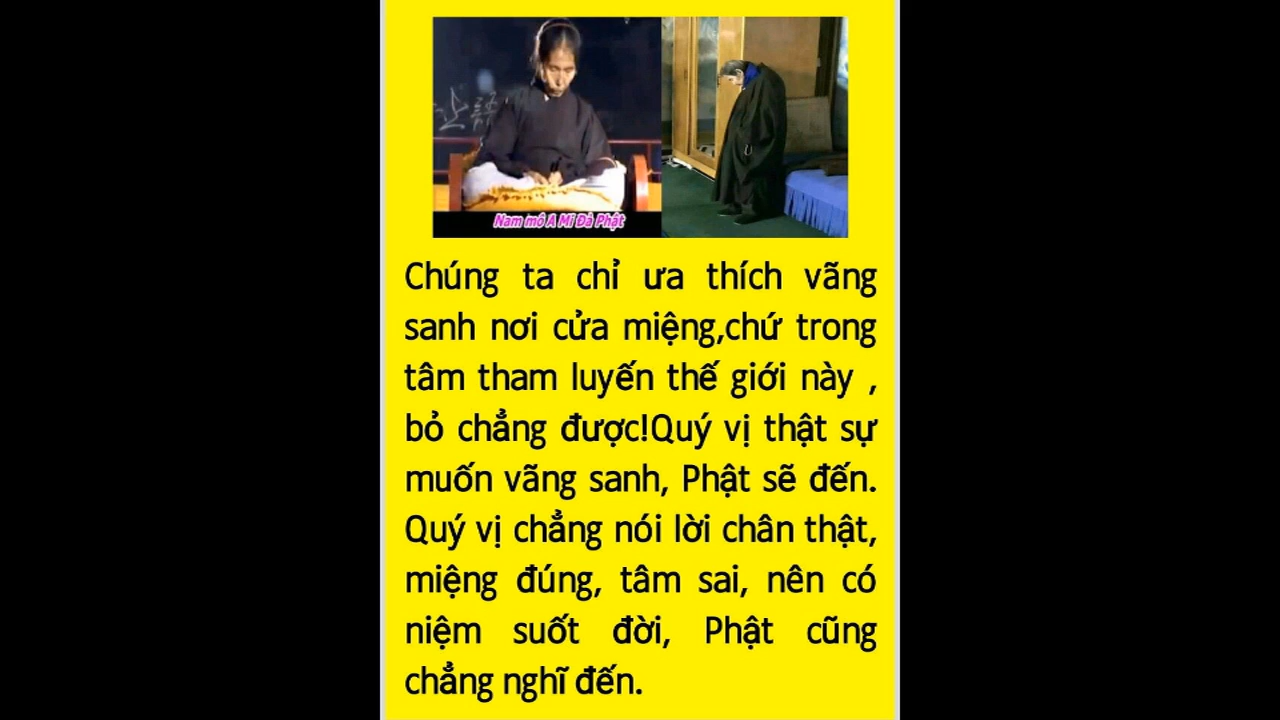 Nam mô A Mi Đà Phật
Chúng ta chỉ ưa thích vãng
sanh nơi cửa miệng,chứ trong
tâm tham luyến thế giới này ,
bỏ chẳng được!Quý vị thật sự
muốn vãng sanh, Phật sẽ đến.
Quý vị chẳng nói lời chân thật,
miệng đúng, tâm sai, nên có
niệm suốt đời, Phật cũng
chẳng nghĩ đến.